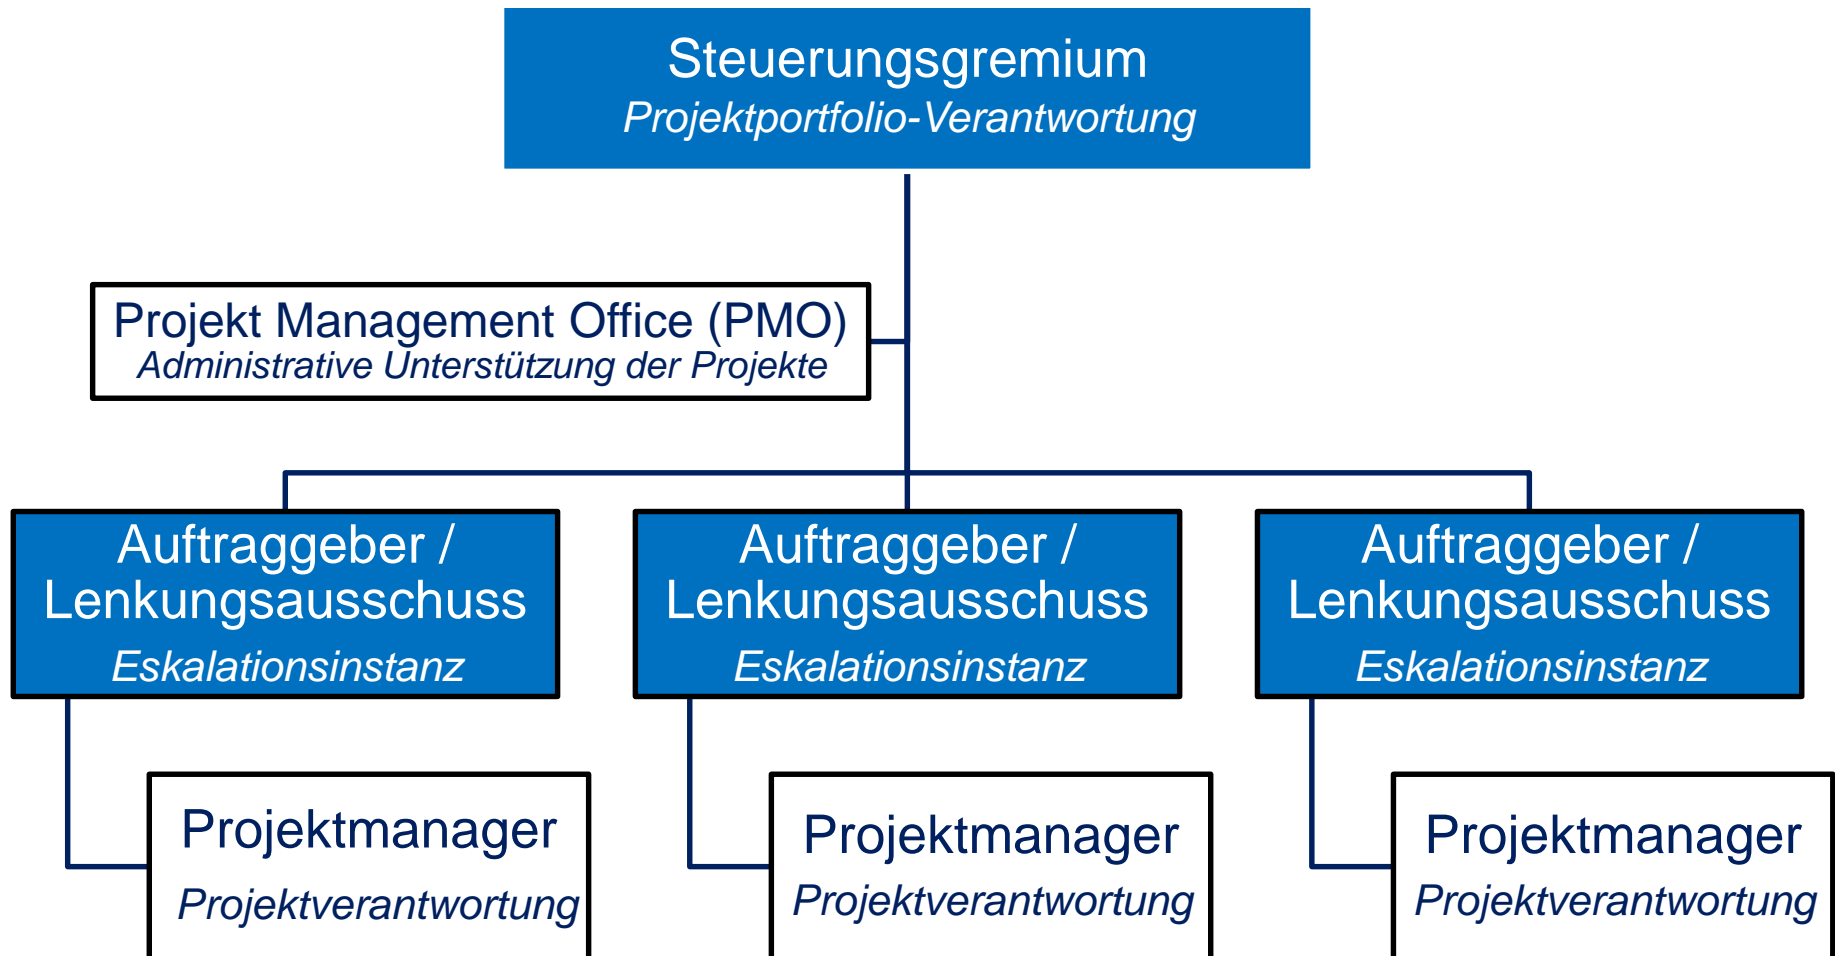 Steuerungsgremium
Projektportfolio-Verantwortung
Projekt Management Office (PMO)
Administrative Unterstützung der Projekte
Auftraggeber /
Lenkungsausschuss
Eskalationsinstanz
Auftraggeber /
Lenkungsausschuss
Eskalationsinstanz
Auftraggeber /
Lenkungsausschuss
Eskalationsinstanz
Projektmanager
Projektverantwortung
Projektmanager
Projektverantwortung
Projektmanager
Projektverantwortung